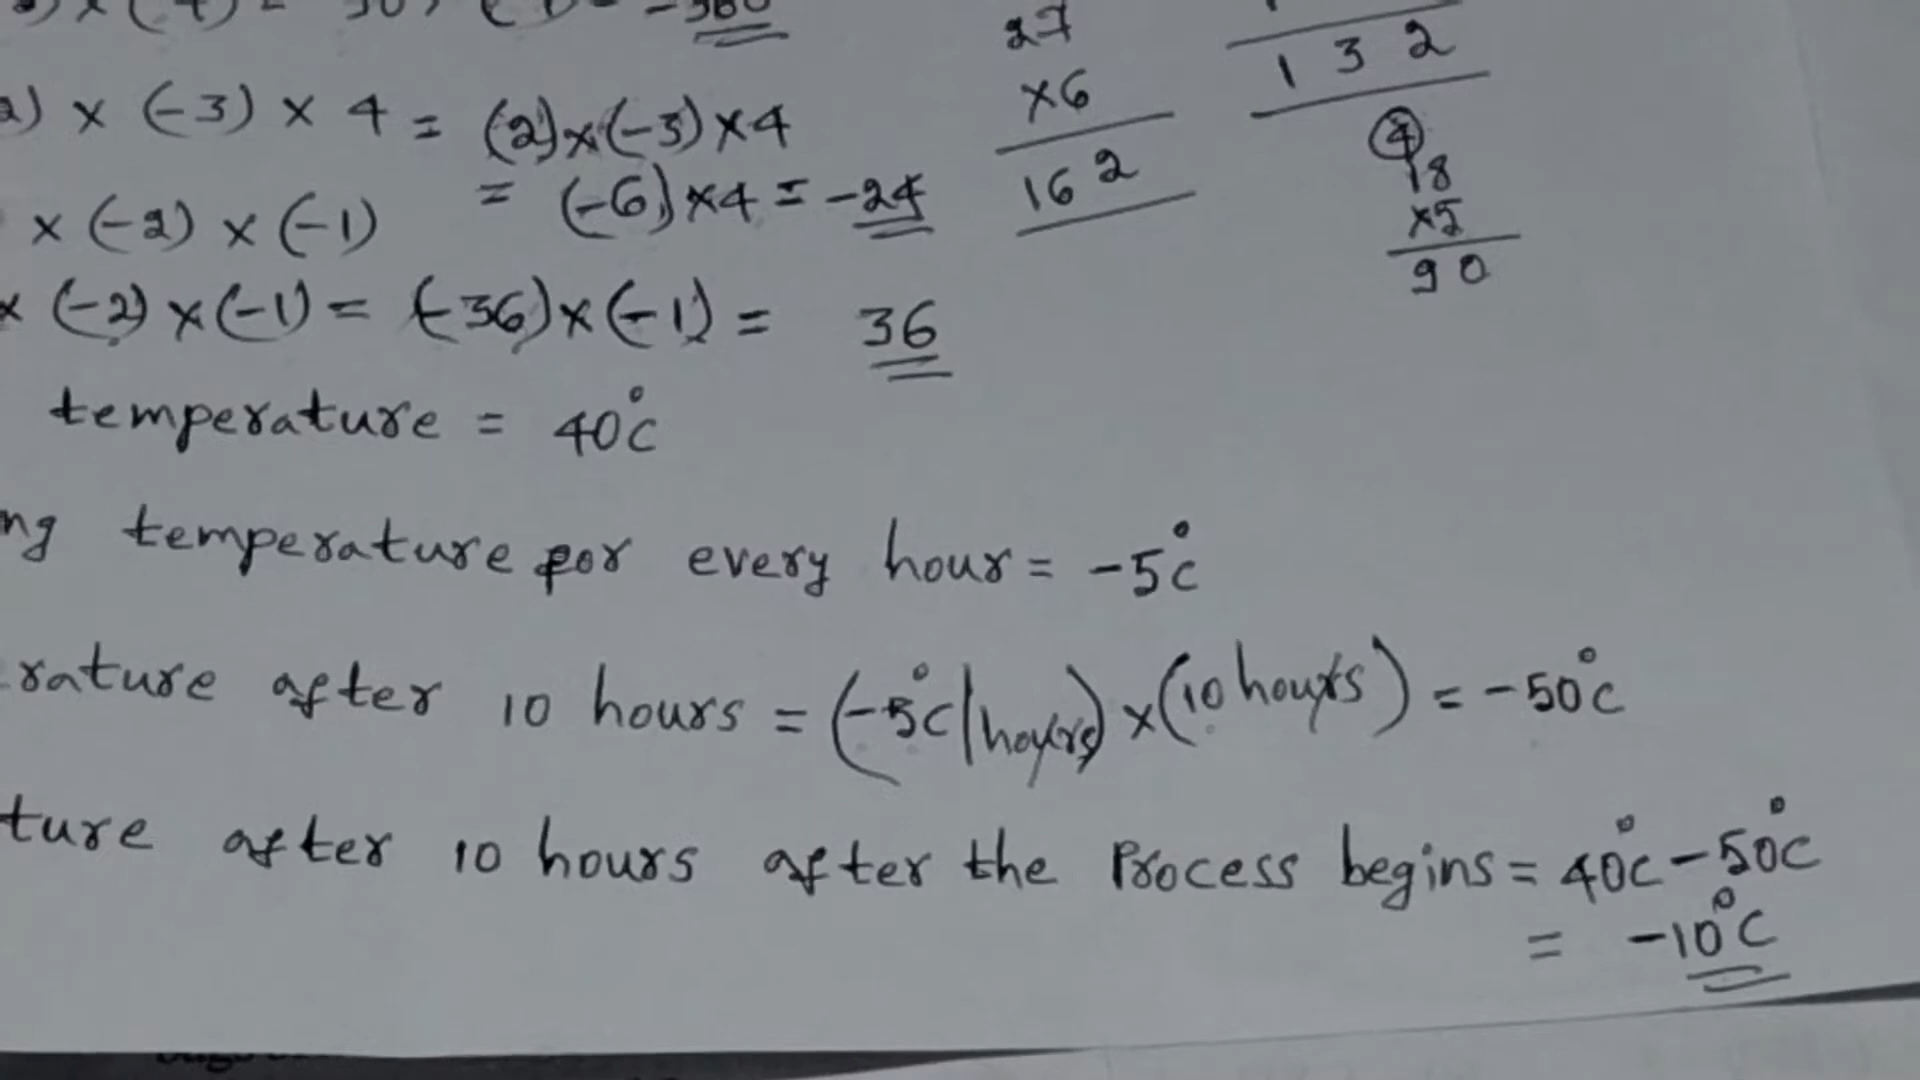 (-3) × 4 = (2)×(-3)×4
= (-6)×4 = -24
× (-2) × (-1)
× (-2) × (-1) = (-36)×(-1) = 36
temperature = 40°c
ng temperature for every hour = -5°c
rature after 10 hours = (-5°c/hours) × (10 hours) = -50°c
ture after 10 hours after the Process begins = 40°c - 50°c
= -10°c
27
×6
162
132
4
18
×5
90